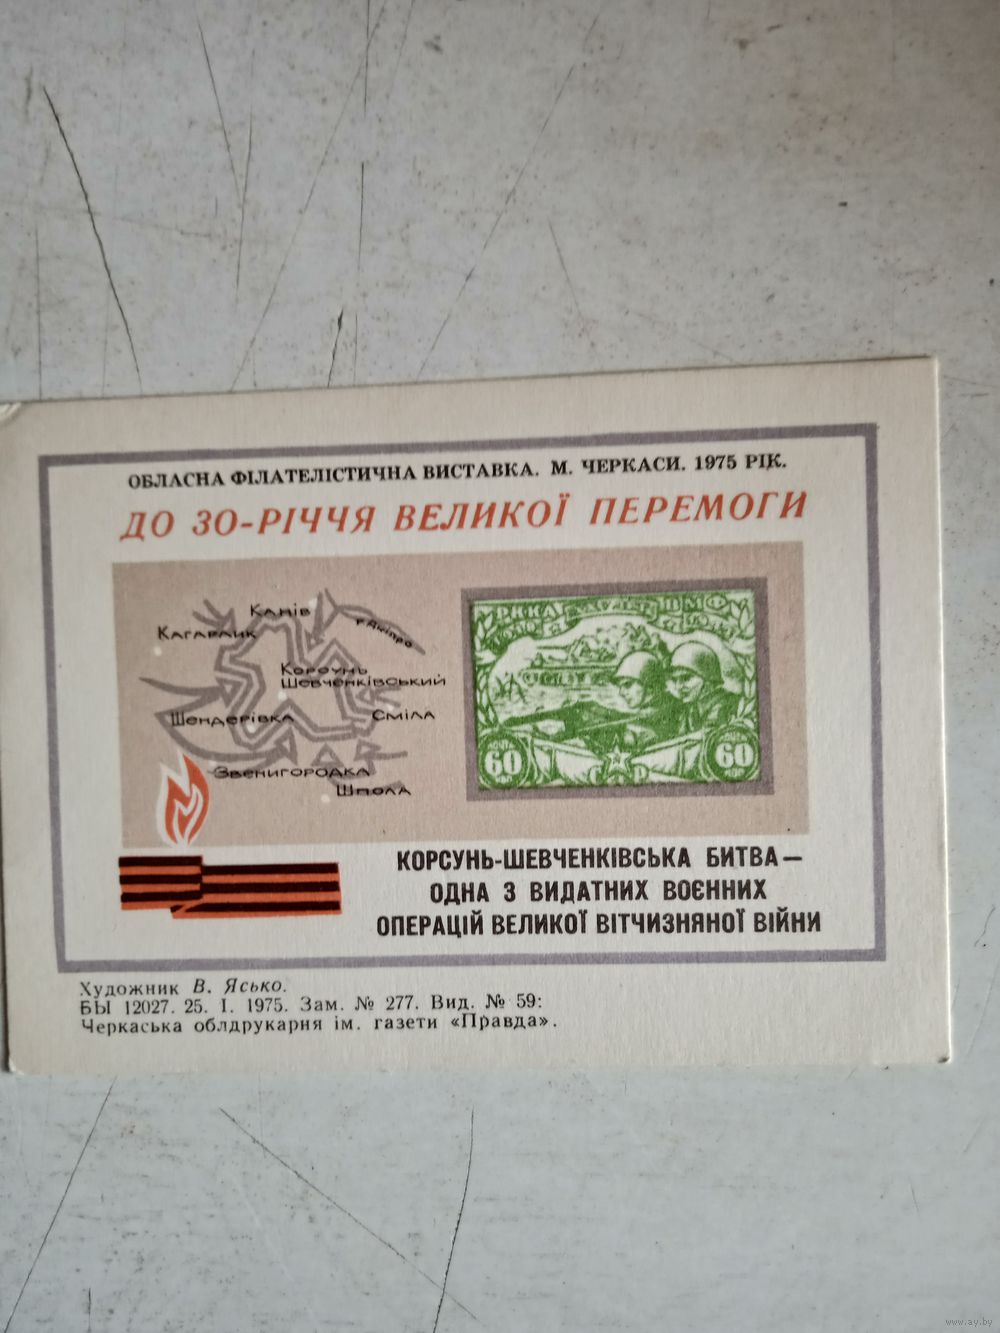 ОБЛАСНА ФІЛАТЕЛІСТИЧНА ВИСТАВКА. М. ЧЕРКАСИ. 1975 РІК.
ДО 30-РІЧЧЯ ВЕЛИКОЇ ПЕРЕМОГИ
Канів
Кагарлик
р. Дніпро
Корсунь
Шевченківський
Шендерівка
Сміла
Звенигородка
Шпола
РККА
60
60
КОРСУНЬ-ШЕВЧЕНКІВСЬКА БИТВА —
ОДНА З ВИДАТНИХ ВОЄННИХ
ОПЕРАЦІЙ ВЕЛИКОЇ ВІТЧИЗНЯНОЇ ВІЙНИ
Художник В. Ясько.
БЫ 12027. 25. I. 1975. Зам. № 277. Вид. № 59:
Черкаська облдрукарня ім. газети «Правда».
www.ay.by